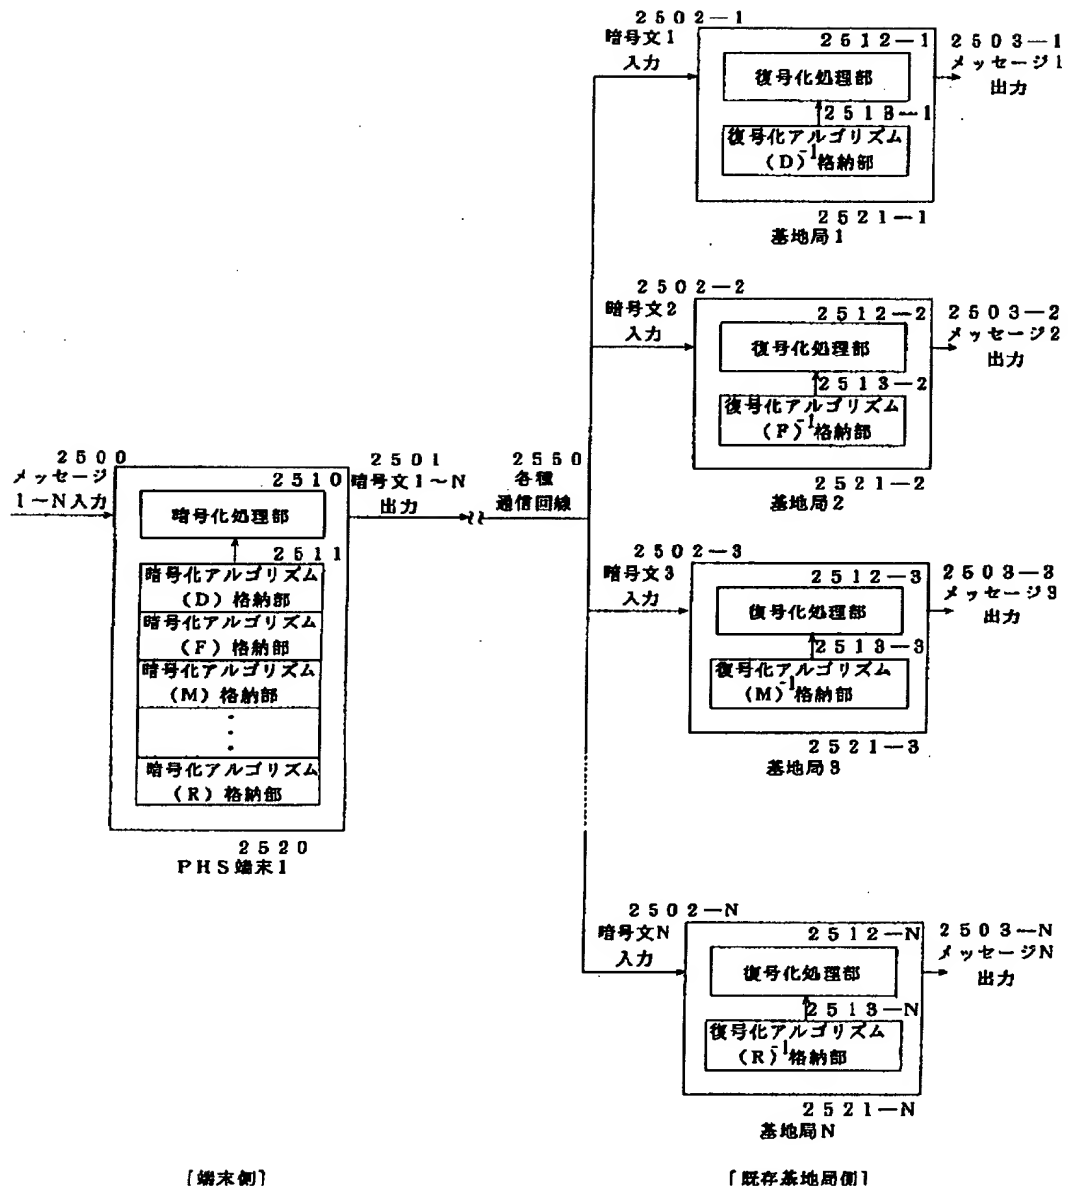 2500
メッセージ
1〜N入力
2510
暗号化処理部
2511
暗号化アルゴリズム
(D)格納部
暗号化アルゴリズム
(F)格納部
暗号化アルゴリズム
(M)格納部
暗号化アルゴリズム
(R)格納部
2520
PHS端末1
2501
暗号文1〜N
出力
2550
各種
通信回線
2502—1
暗号文1
入力
2512—1
復号化処理部
2513—1
復号化アルゴリズム
(D)-1格納部
2521—1
基地局1
2503—1
メッセージ1
出力
2502—2
暗号文2
入力
2512—2
復号化処理部
2513—2
復号化アルゴリズム
(F)-1格納部
2521—2
基地局2
2503—2
メッセージ2
出力
2502—3
暗号文3
入力
2512—3
復号化処理部
2513—3
復号化アルゴリズム
(M)-1格納部
2521—3
基地局3
2503—3
メッセージ3
出力
2502—N
暗号文N
入力
2512—N
復号化処理部
2513—N
復号化アルゴリズム
(R)-1格納部
2521—N
基地局N
2503—N
メッセージN
出力
[端末側]
[既存基地局側]